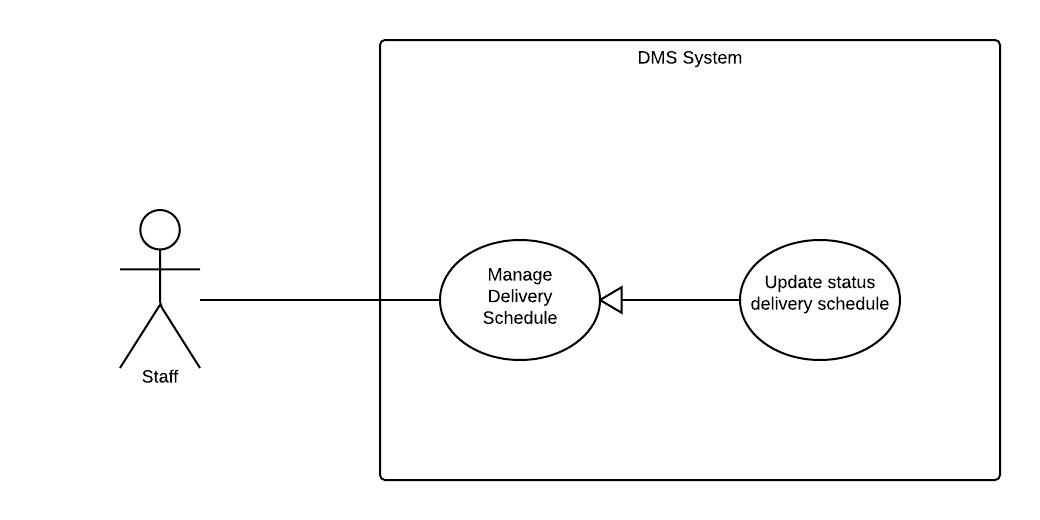 DMS System
Manage
Delivery
Schedule
Update status
delivery schedule
Staff